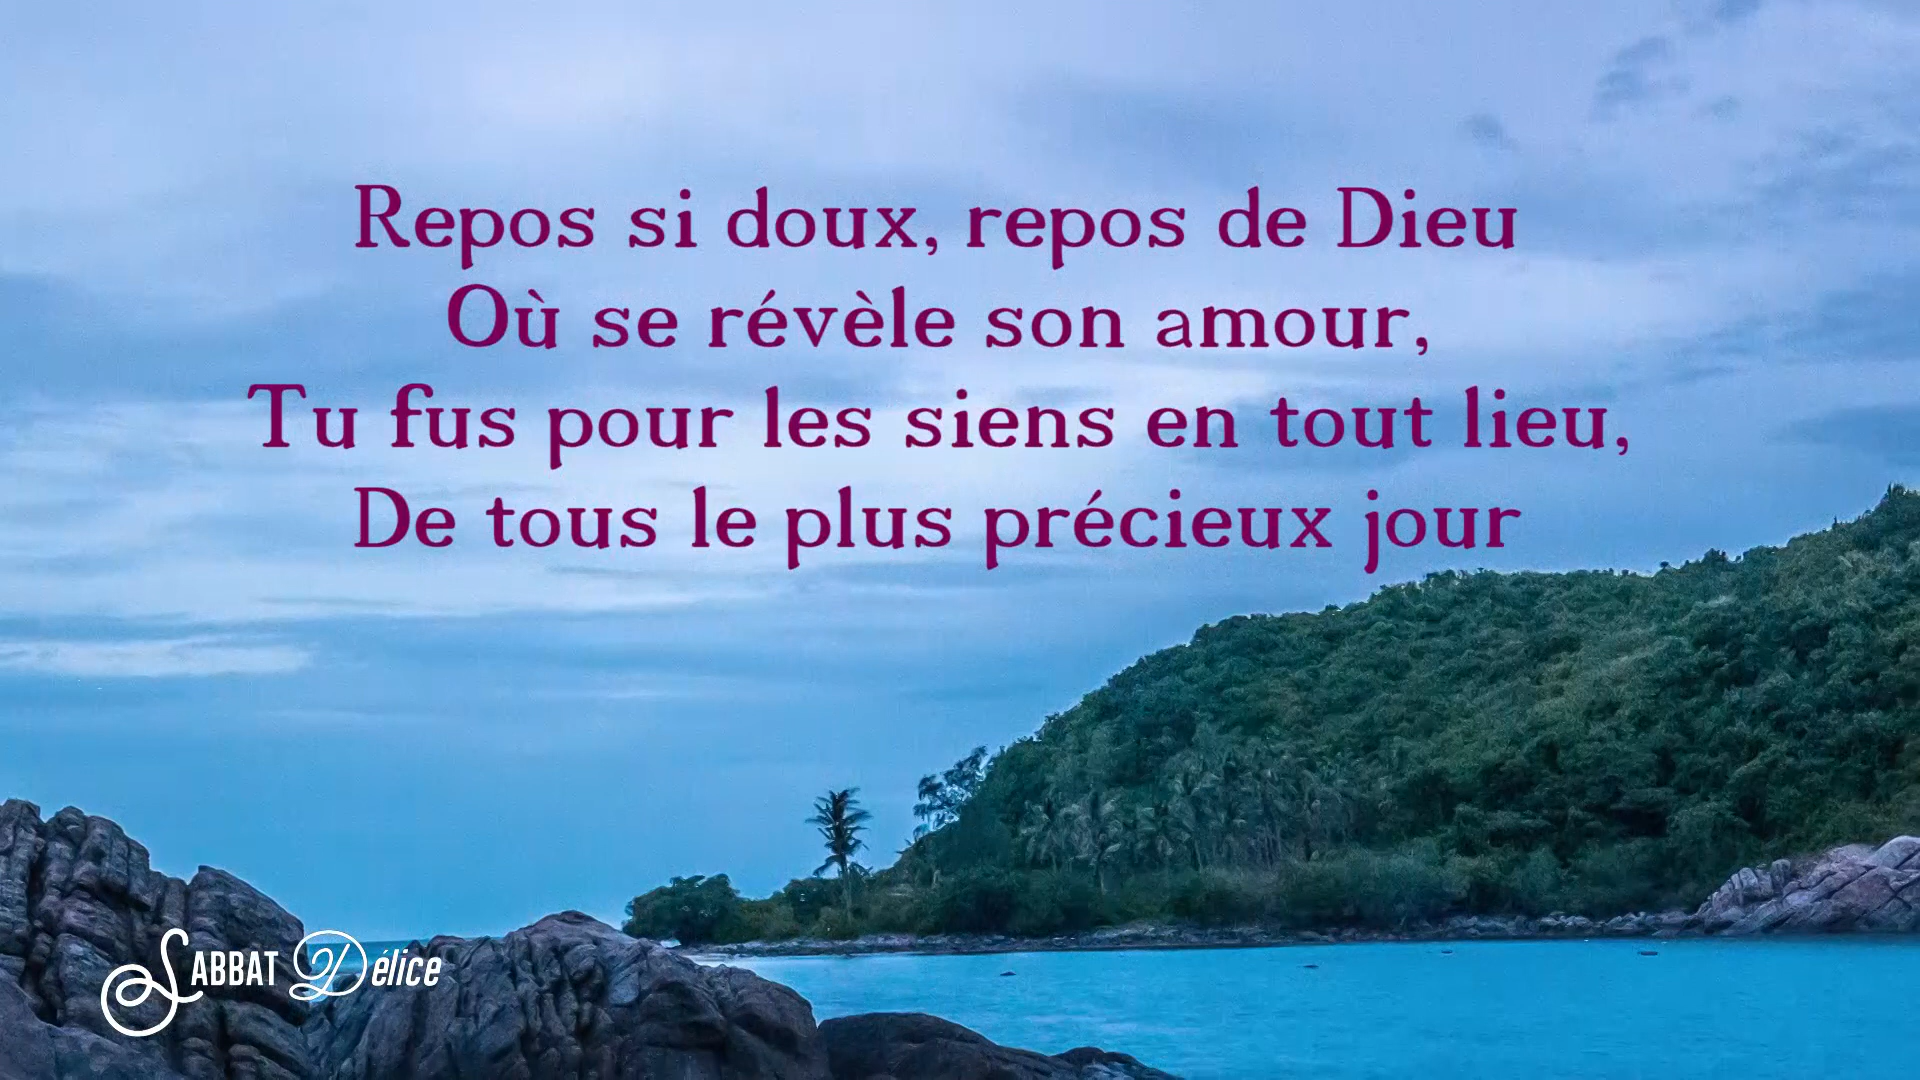 Repos si doux, repos de Dieu
Où se révèle son amour,
Tu fus pour les siens en tout lieu,
De tous le plus précieux jour
SABBAT Délice